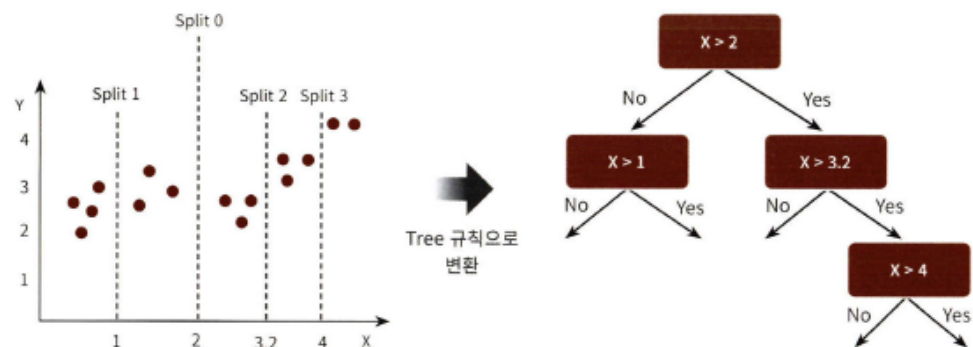 Split 0
Split 1
Split 2
Split 3
Y
4
3
2
1
1
2
3.2
4
X
Tree 규칙으로
변환
X > 2
No
Yes
X > 1
X > 3.2
No
Yes
No
Yes
X > 4
No
Yes